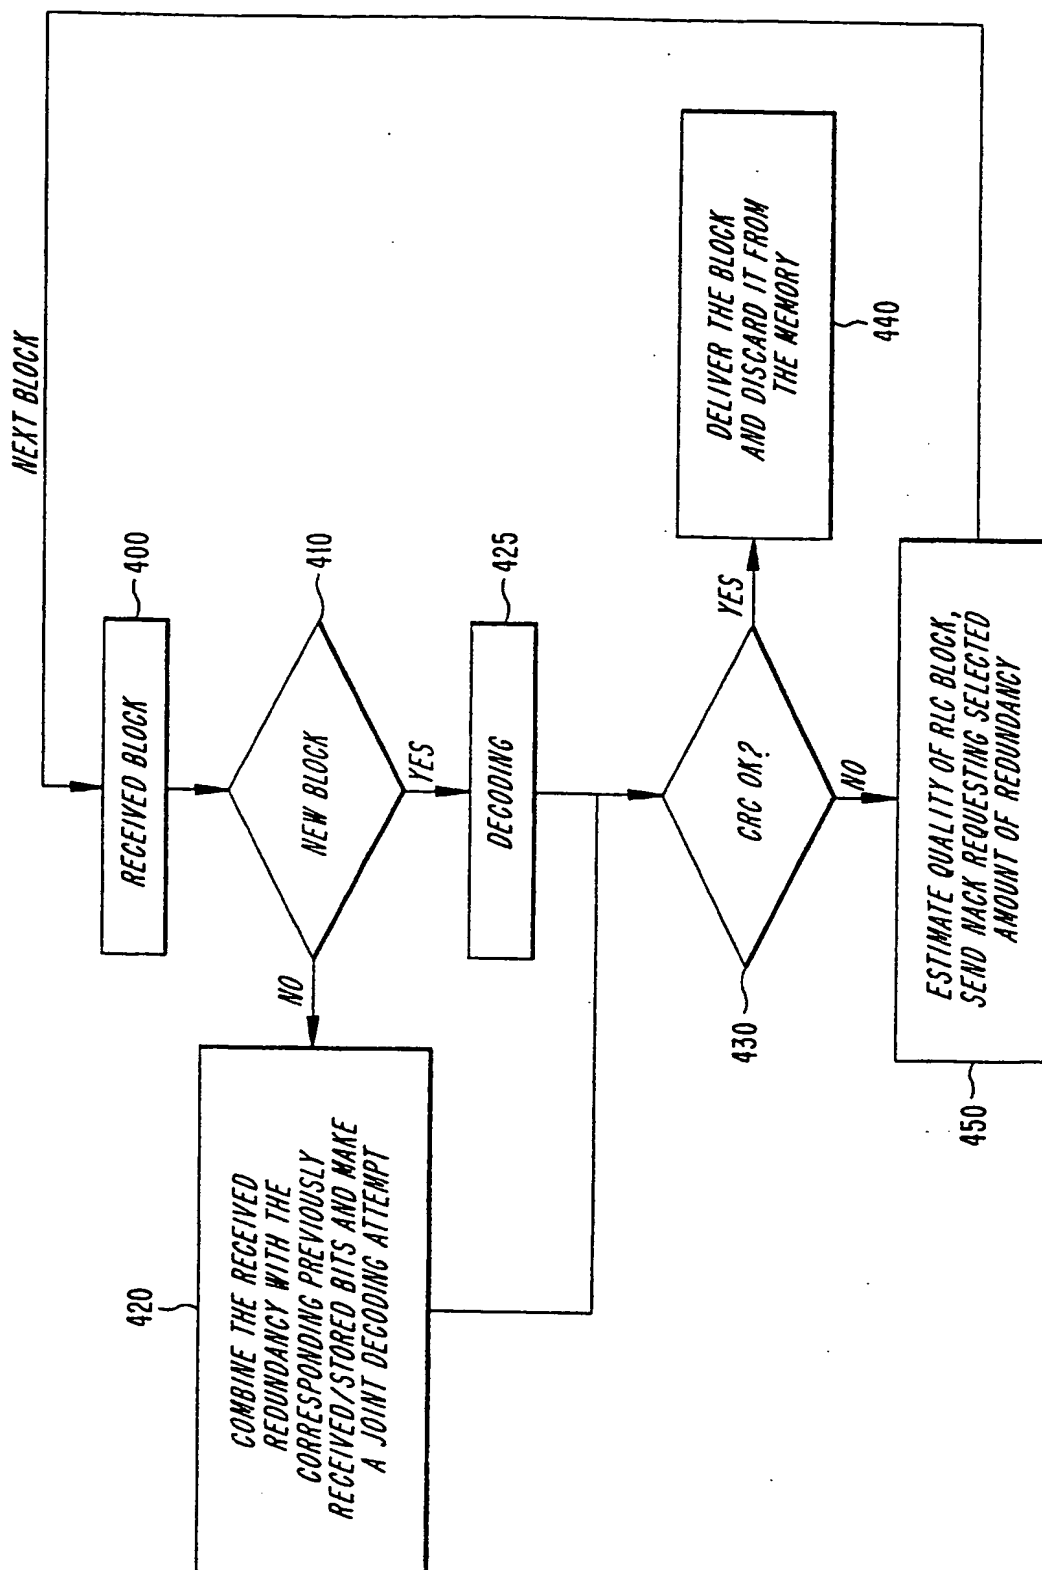 NEXT BLOCK
400
RECEIVED BLOCK
410
NEW BLOCK
NO
YES
420
COMBINE THE RECEIVED
REDUNDANCY WITH THE
CORRESPONDING PREVIOUSLY
RECEIVED/STORED BITS AND MAKE
A JOINT DECODING ATTEMPT
425
DECODING
430
CRC OK?
YES
NO
DELIVER THE BLOCK
AND DISCARD IT FROM
THE MEMORY
440
450
ESTIMATE QUALITY OF RLC BLOCK,
SEND NACK REQUESTING SELECTED
AMOUNT OF REDUNDANCY